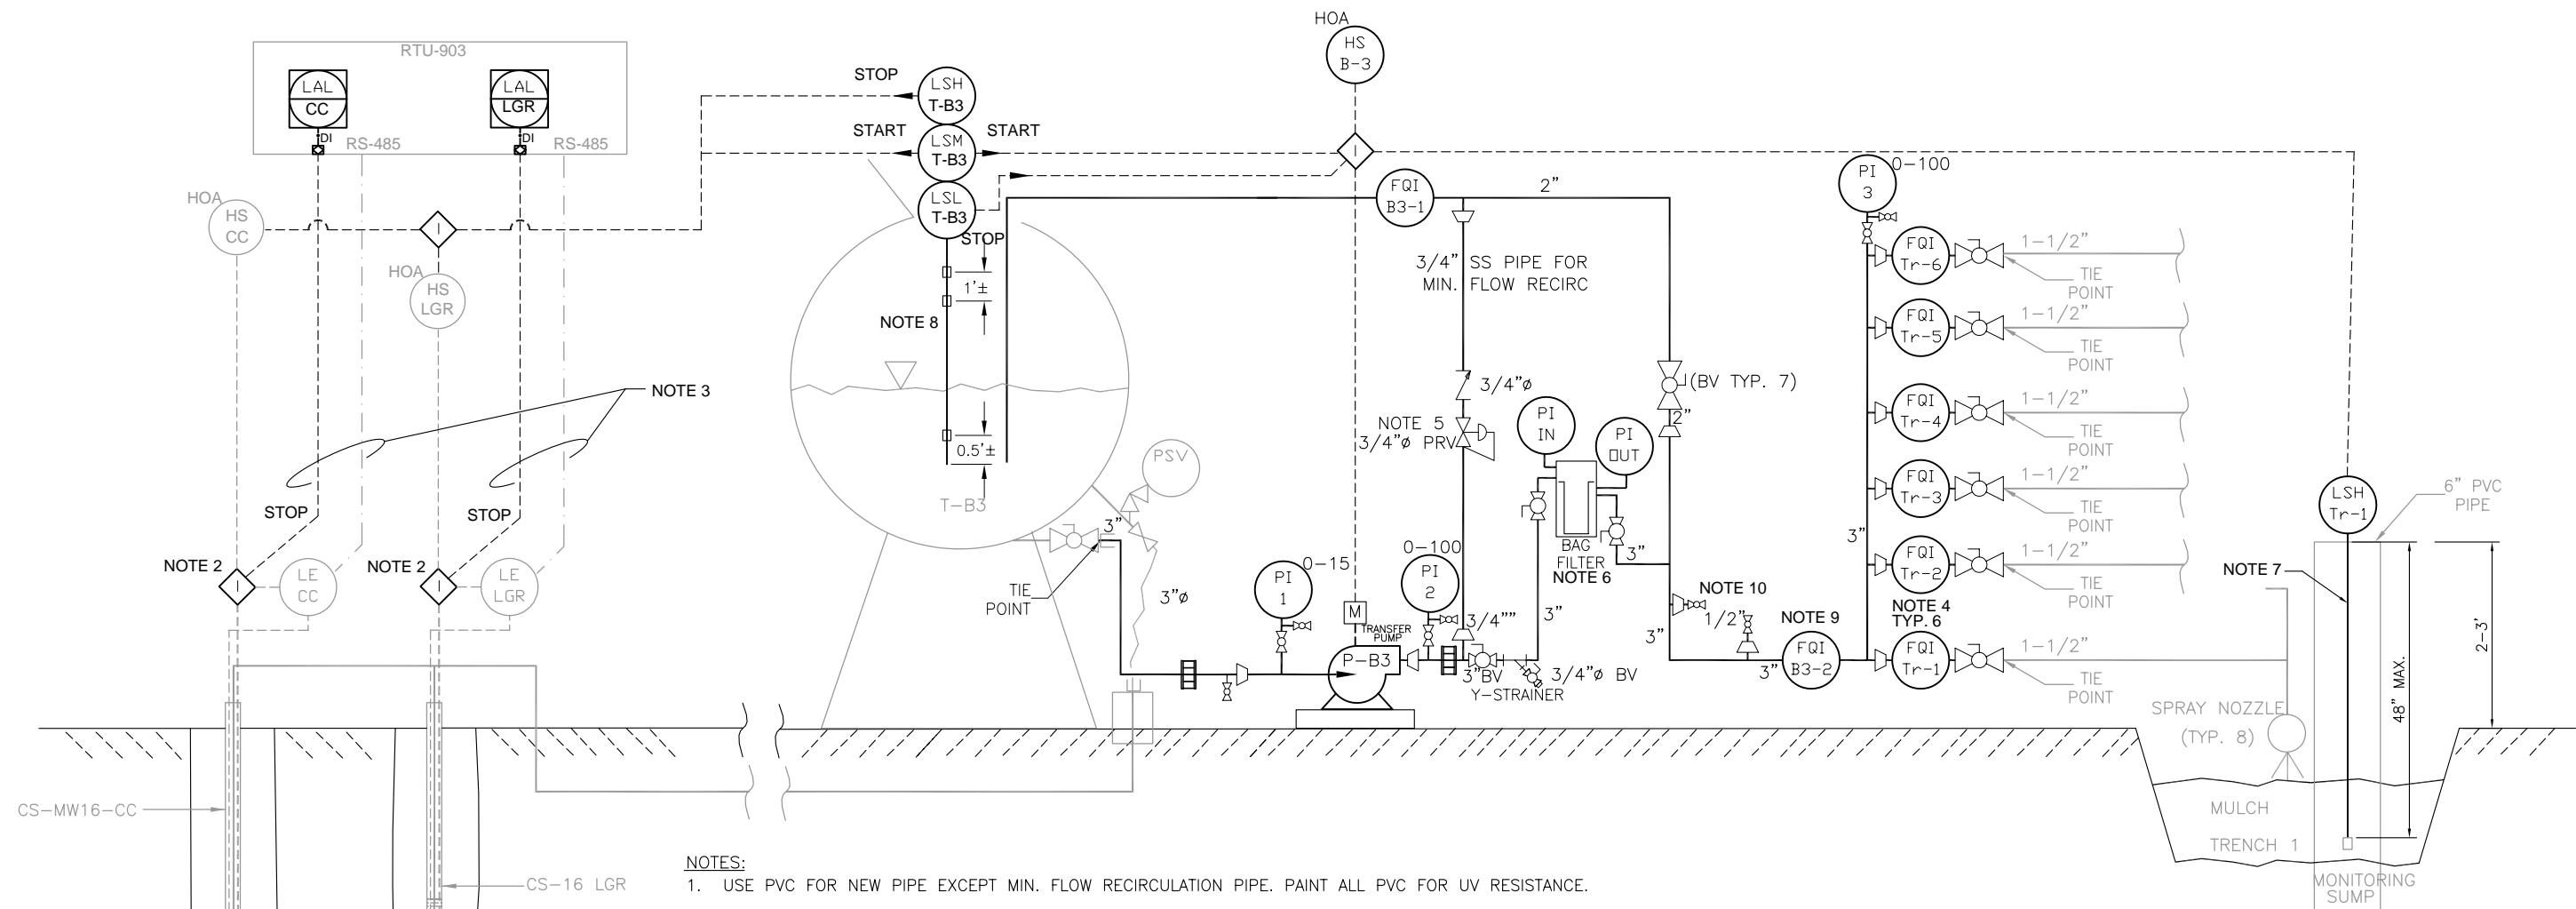 HOA
HS
B-3
RTU-903
LAL
CC
LAL
LGR
DI
RS-485
DI
RS-485
STOP
LSH
T-B3
START
LSM
T-B3
START
LSL
T-B3
STOP
HOA
HS
CC
HOA
HS
LGR
I
I
FQI
B3-1
2"
PI
3
0-100
3/4" SS PIPE FOR
MIN. FLOW RECIRC
1'±
NOTE 8
0.5'±
T-B3
NOTE 3
3/4"ø
NOTE 5
3/4"ø PRV
(BV TYP. 7)
2"
PI
IN
PI
OUT
BAG
FILTER
NOTE 6
3"
3"
FQI
Tr-6
1-1/2"
TIE
POINT
FQI
Tr-5
1-1/2"
TIE
POINT
FQI
Tr-4
1-1/2"
TIE
POINT
FQI
Tr-3
1-1/2"
TIE
POINT
3"
FQI
Tr-2
1-1/2"
TIE
POINT
NOTE 4
TYP. 6
FQI
Tr-1
1-1/2"
TIE
POINT
STOP
STOP
NOTE 2
I
LE
CC
NOTE 2
I
LE
LGR
PSV
3"
TIE
POINT
3"ø
PI
1
0-15
M
TRANSFER
PUMP
P-B3
0-100
PI
2
3/4""
3"BV
Y-STRAINER
3/4"ø BV
NOTE 10
1/2"
3"
3"
NOTE 9
FQI
B3-2
LSH
Tr-1
6" PVC
PIPE
NOTE 7
48" MAX.
2-3'
SPRAY NOZZLE
(TYP. 8)
MULCH
TRENCH 1
MONITORING
SUMP
CS-MW16-CC
CS-16 LGR
NOTES:
1. USE PVC FOR NEW PIPE EXCEPT MIN. FLOW RECIRCULATION PIPE. PAINT ALL PVC FOR UV RESISTANCE.